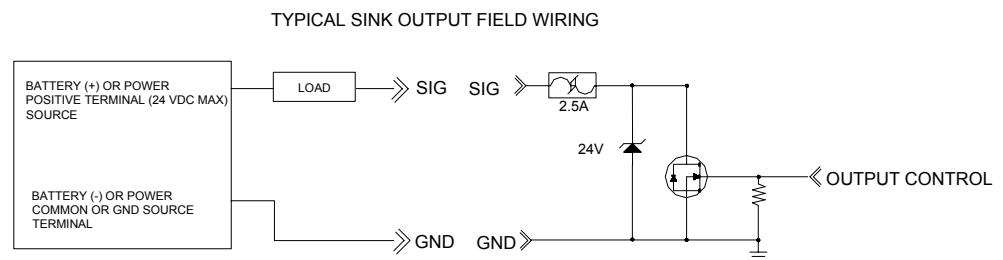 TYPICAL SINK OUTPUT FIELD WIRING
BATTERY (+) OR POWER
POSITIVE TERMINAL (24 VDC MAX)
SOURCE
LOAD
SIG
SIG
2.5A
24V
OUTPUT CONTROL
BATTERY (-) OR POWER
COMMON OR GND SOURCE
TERMINAL
GND
GND